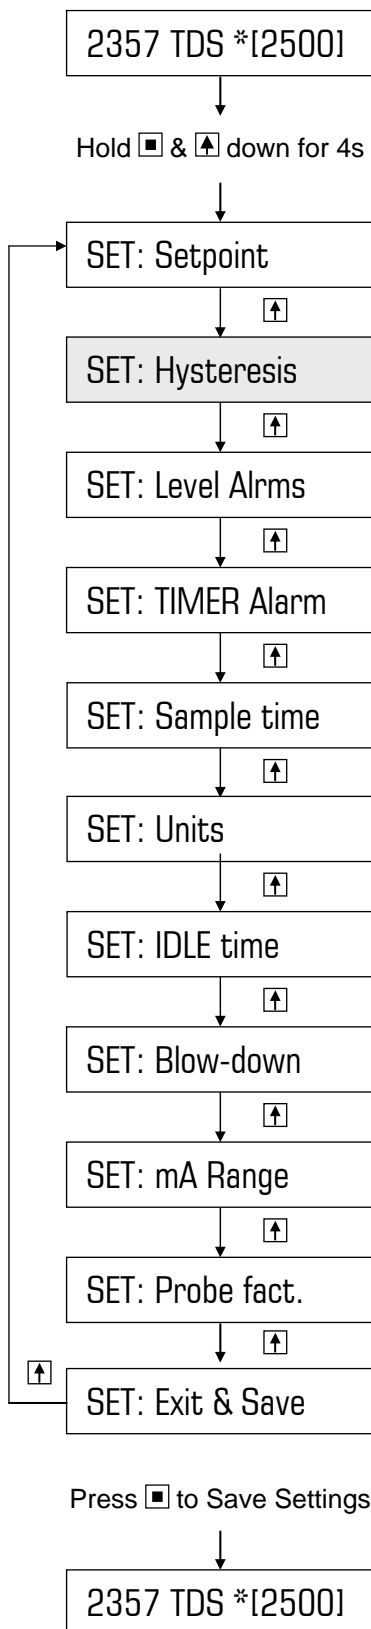 2357 TDS *[2500]
Hold & down for 4s
SET: Setpoint
SET: Hysteresis
SET: Level Alrms
SET: TIMER Alarm
SET: Sample time
SET: Units
SET: IDLE time
SET: Blow-down
SET: mA Range
SET: Probe fact.
SET: Exit & Save
Press to Save Settings
2357 TDS *[2500]